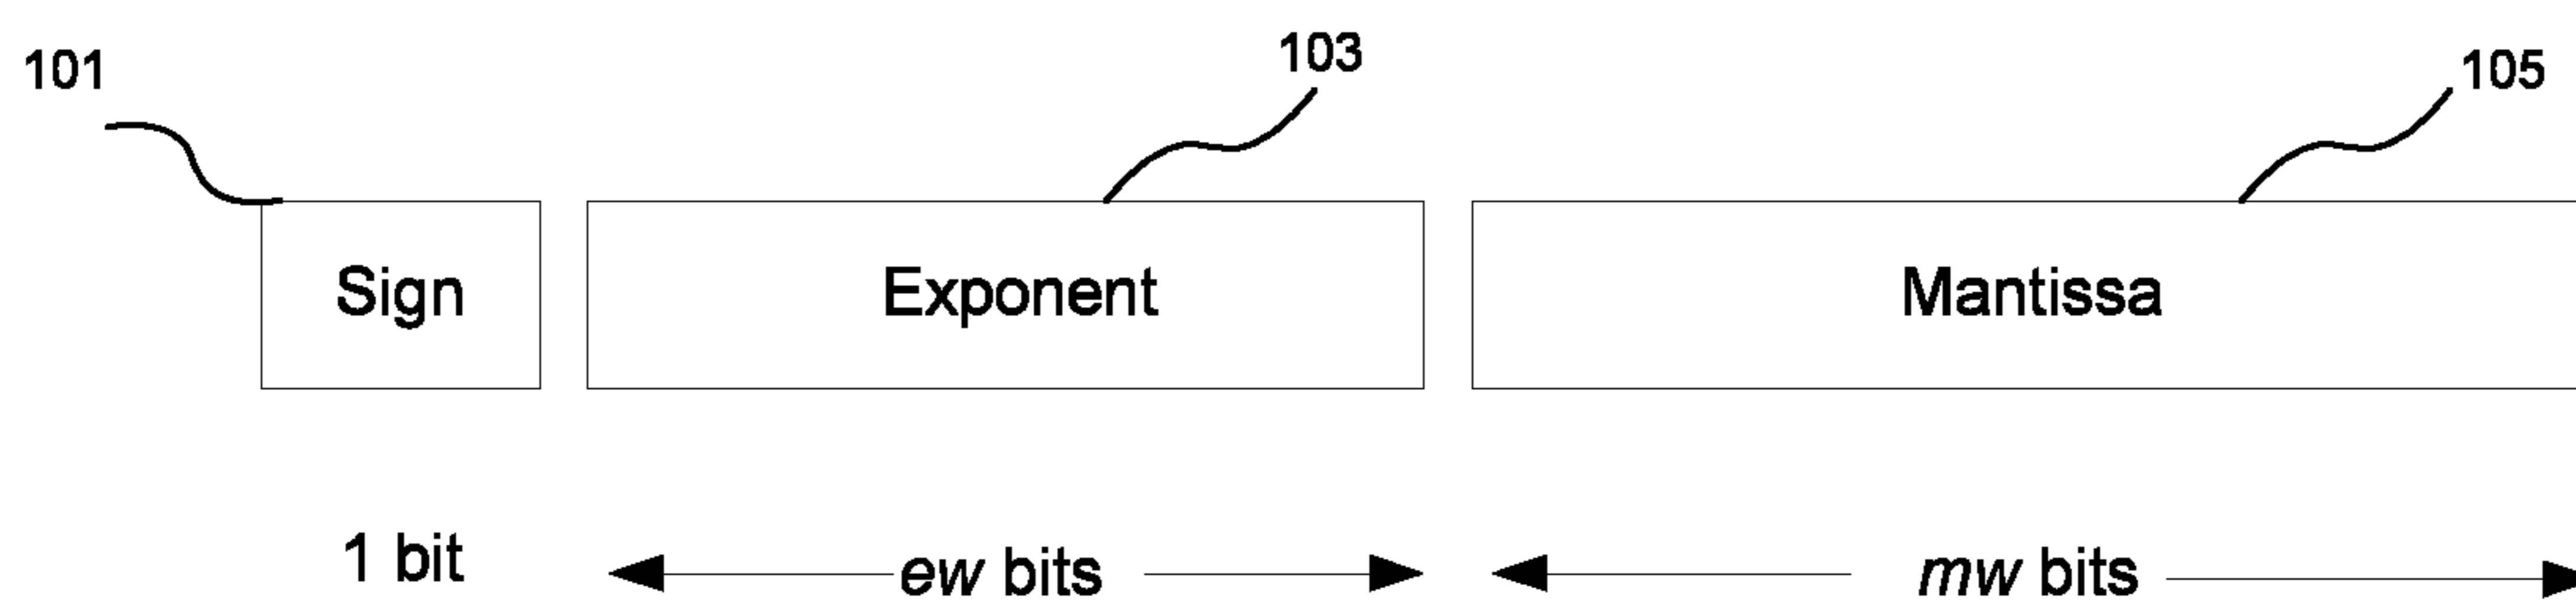 101
103
105
Sign
Exponent
Mantissa
1 bit
ew bits
mw bits